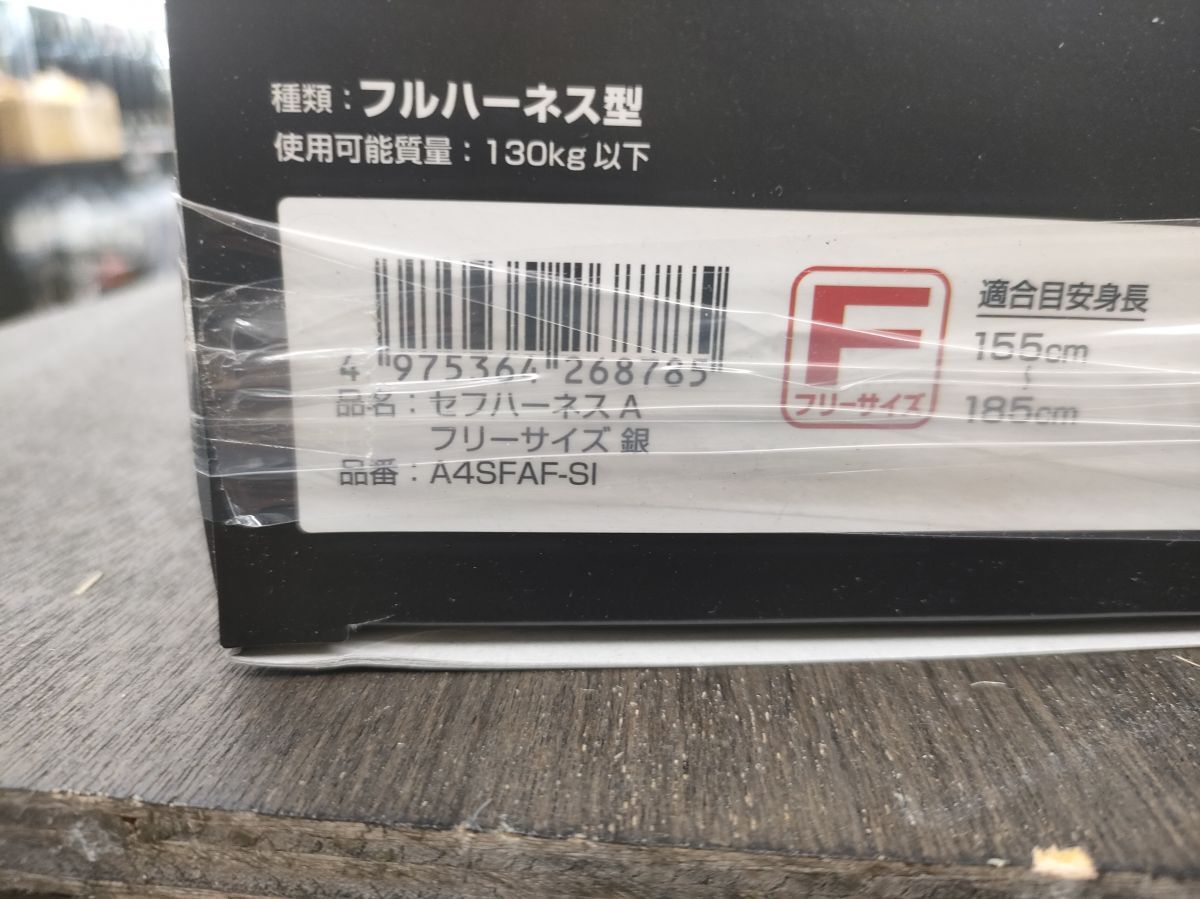 種類：フルハーネス型
使用可能質量：130kg 以下
4 975364 268785
品名：セフハーネス A
フリーサイズ 銀
品番：A4SFAF-SI
F
フリーサイズ
適合目安身長
155cm
～
185cm